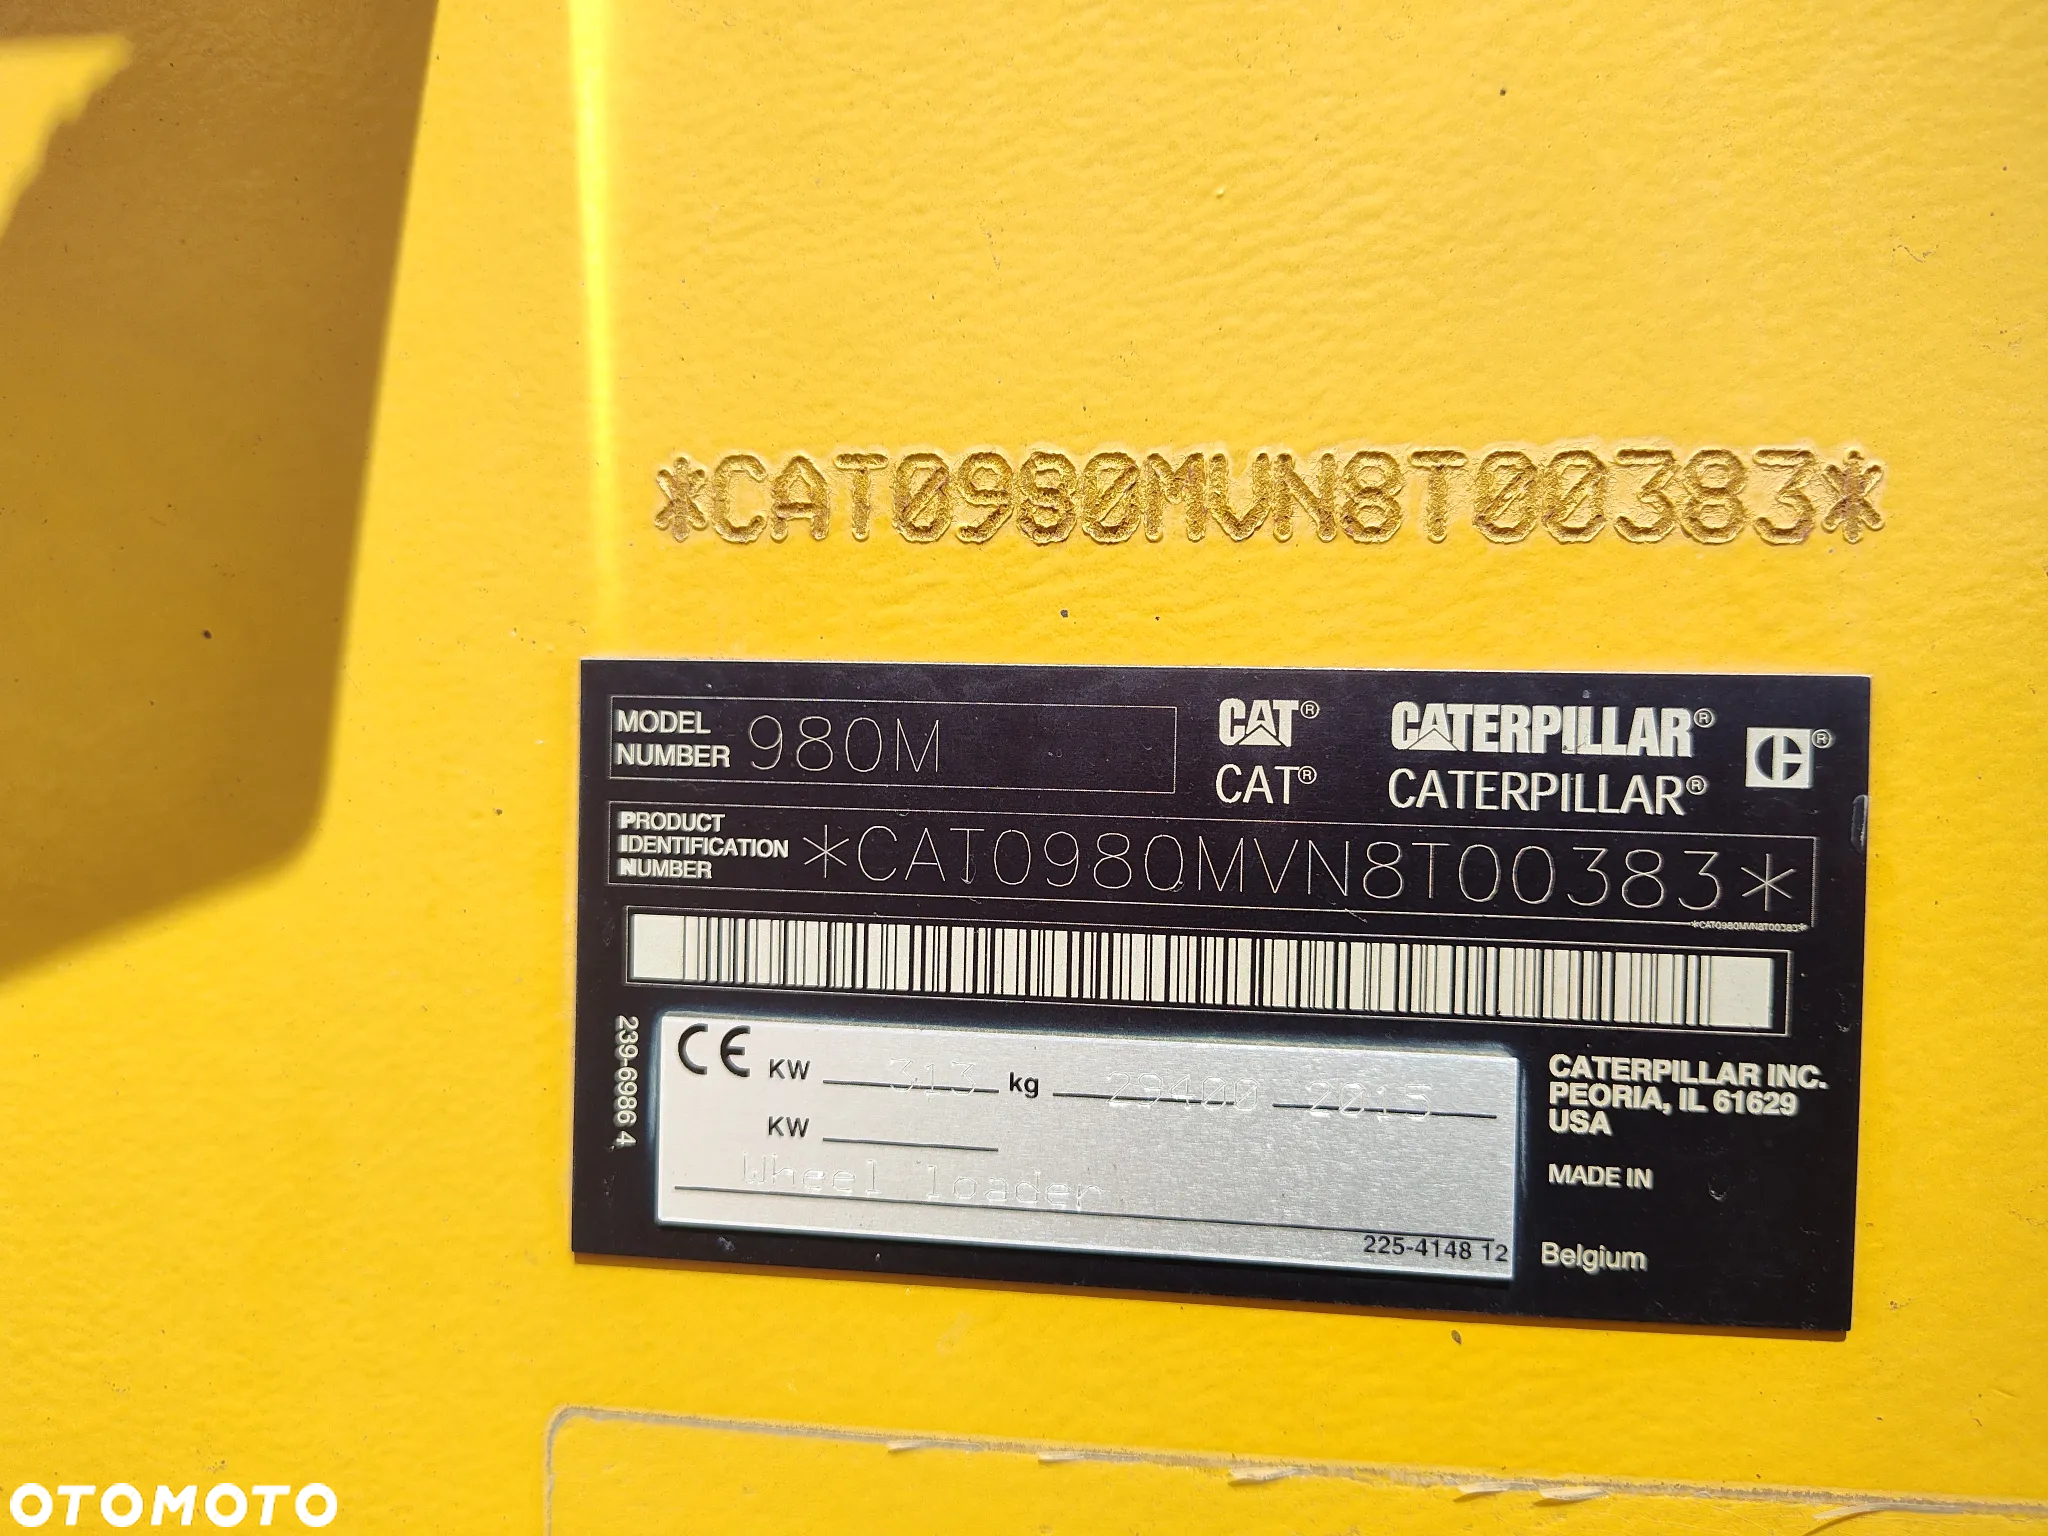 *CAT0980MVN8T00383*
MODEL NUMBER 980M
CAT® CATERPILLAR®
CAT® CATERPILLAR®
PRODUCT IDENTIFICATION NUMBER *CAT0980MVN8T00383*
*CAT0980MVN8T00383*
239-6986 4
CE KW 313 kg 29400 2015
KW
Wheel loader
225-4148 12
CATERPILLAR INC.
PEORIA, IL 61629
USA
MADE IN
Belgium
OTOMOTO